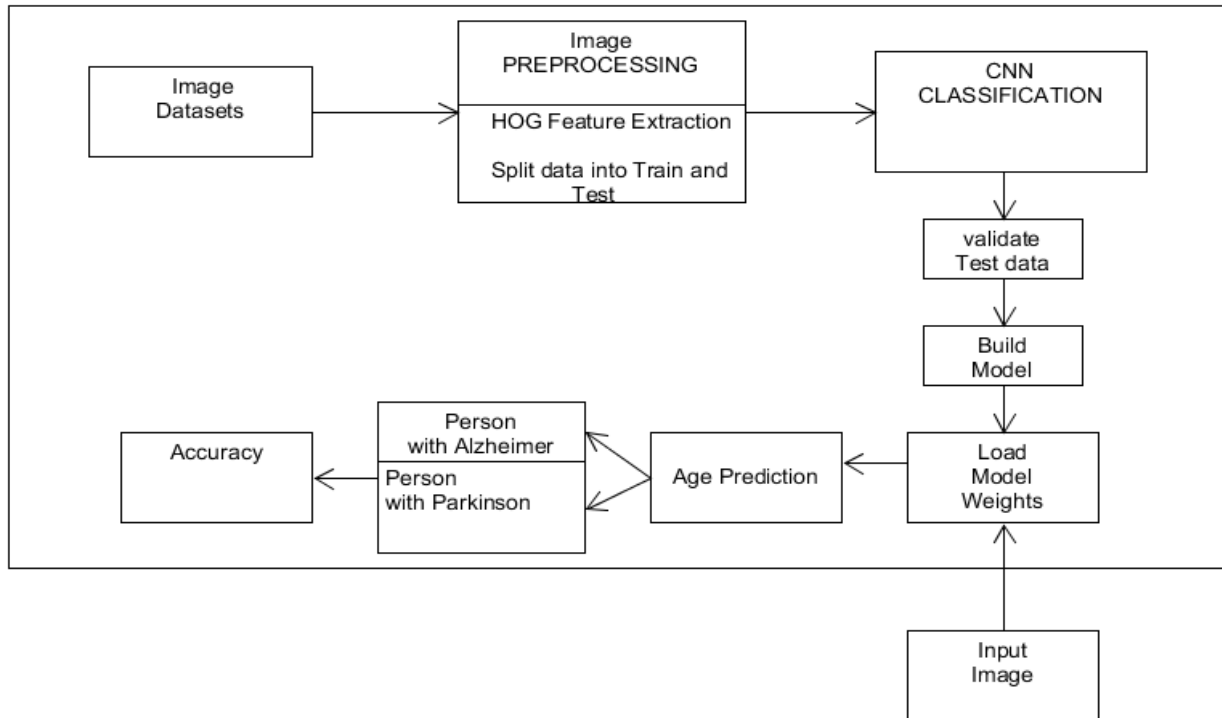 Image
Datasets
Image
PREPROCESSING
HOG Feature Extraction
Split data into Train and
Test
CNN
CLASSIFICATION
validate
Test data
Build
Model
Load
Model
Weights
Age Prediction
Person
with Alzheimer
Person
with Parkinson
Accuracy
Input
Image